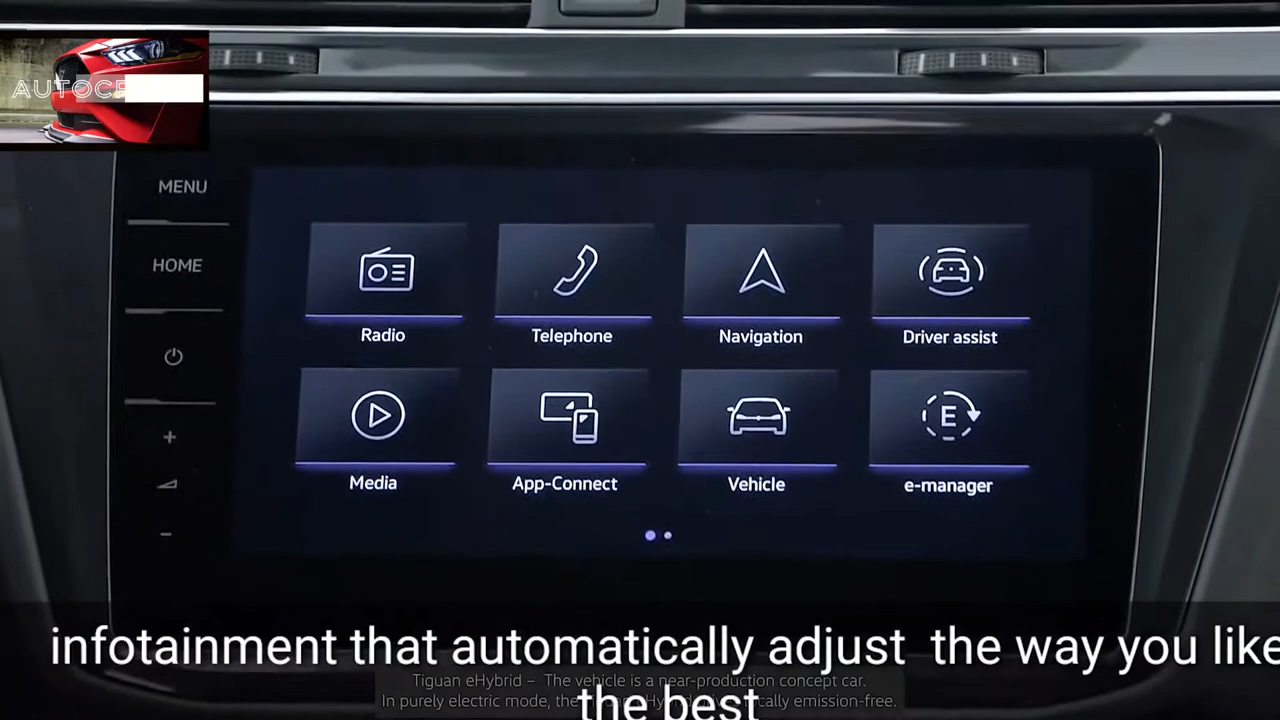 MENU
HOME
Radio
Telephone
Navigation
Driver assist
Media
App-Connect
Vehicle
E
e-manager
infotainment that automatically adjust the way you like
the best
Tiguan eHybrid – The vehicle is a near-production concept car.
In purely electric mode, the emission-free.